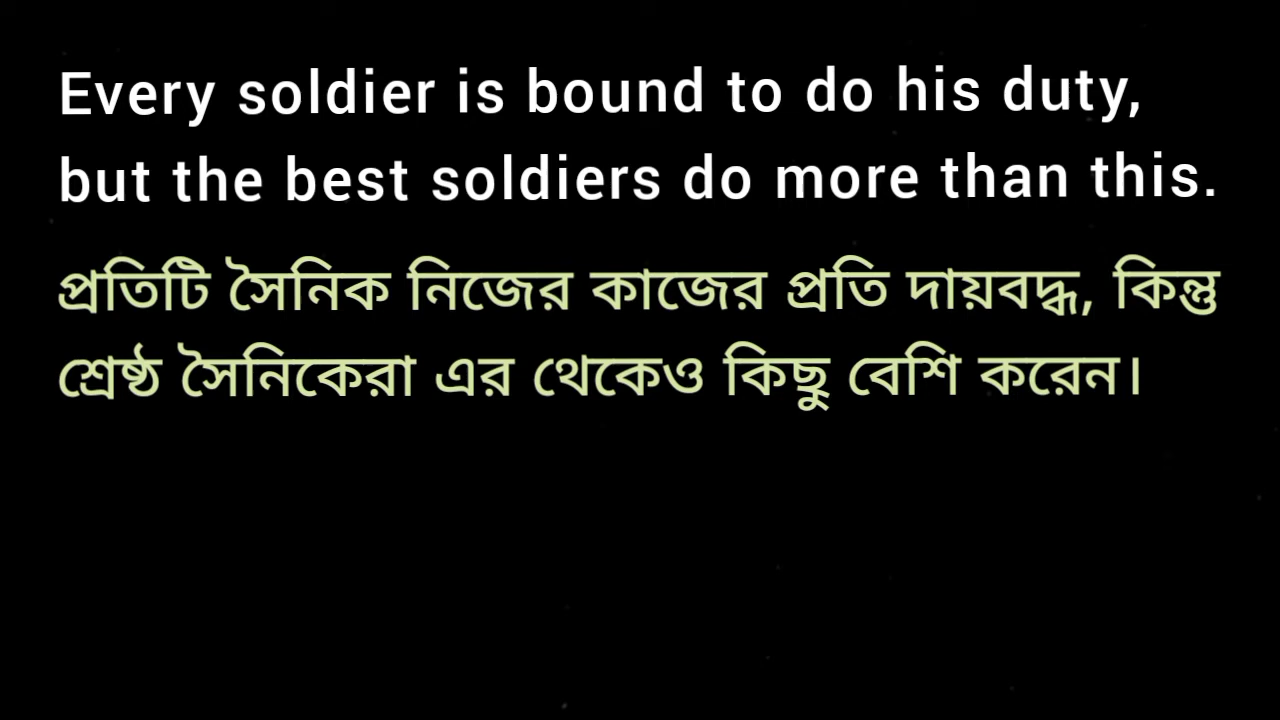 Every soldier is bound to do his duty,
but the best soldiers do more than this.
প্রতিটি সৈনিক নিজের কাজের প্রতি দায়বদ্ধ, কিন্তু
শ্রেষ্ঠ সৈনিকেরা এর থেকেও কিছু বেশি করেন।